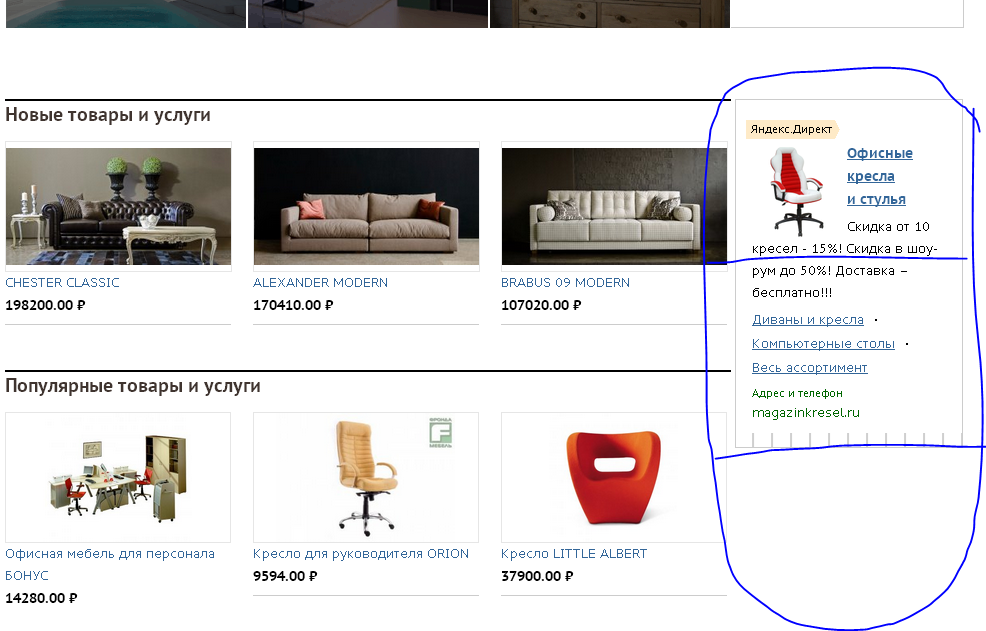 Новые товары и услуги
CHESTER CLASSIC
198200.00 ₽
ALEXANDER MODERN
170410.00 ₽
BRABUS 09 MODERN
107020.00 ₽
Популярные товары и услуги
ФРОНДА
МЕБЕЛЬ
Офисная мебель для персонала
БОНУС
14280.00 ₽
Кресло для руководителя ORION
9594.00 ₽
Кресло LITTLE ALBERT
37900.00 ₽
Яндекс.Директ
Офисные
кресла
и стулья
Скидка от 10
кресел - 15%! Скидка в шоу-
рум до 50%! Доставка –
бесплатно!!!
Диваны и кресла ·
Компьютерные столы ·
Весь ассортимент
Адрес и телефон
magazinkresel.ru